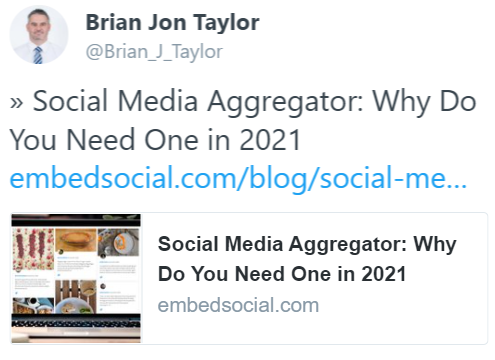 Brian Jon Taylor
@Brian_J_Taylor
» Social Media Aggregator: Why Do
You Need One in 2021
embedsocial.com/blog/social-me...
Social Media Aggregator: Why
Do You Need One in 2021
embedsocial.com